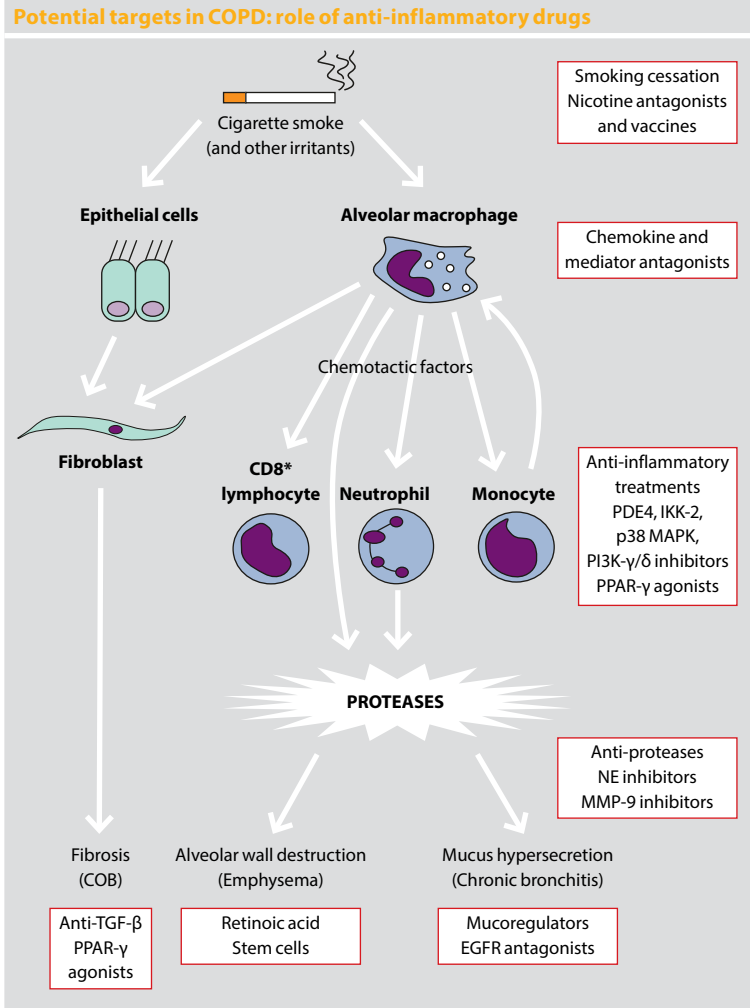 Potential targets in COPD: role of anti-inflammatory drugs
Cigarette smoke
(and other irritants)
Smoking cessation
Nicotine antagonists
and vaccines
Epithelial cells
Alveolar macrophage
Chemokine and
mediator antagonists
Chemotactic factors
Fibroblast
CD8*
lymphocyte
Neutrophil
Monocyte
Anti-inflammatory
treatments
PDE4, IKK-2,
p38 MAPK,
PI3K-γ/δ inhibitors
PPAR-γ agonists
PROTEASES
Anti-proteases
NE inhibitors
MMP-9 inhibitors
Fibrosis
(COB)
Alveolar wall destruction
(Emphysema)
Mucus hypersecretion
(Chronic bronchitis)
Anti-TGF-β
PPAR-γ
agonists
Retinoic acid
Stem cells
Mucoregulators
EGFR antagonists